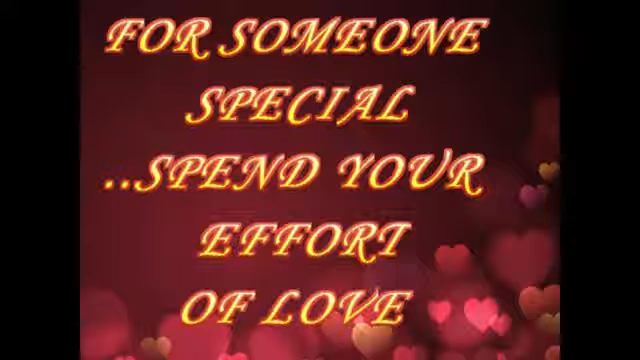 FOR SOMEONE
SPECIAL
..SPEND YOUR
EFFORT
OF LOVE